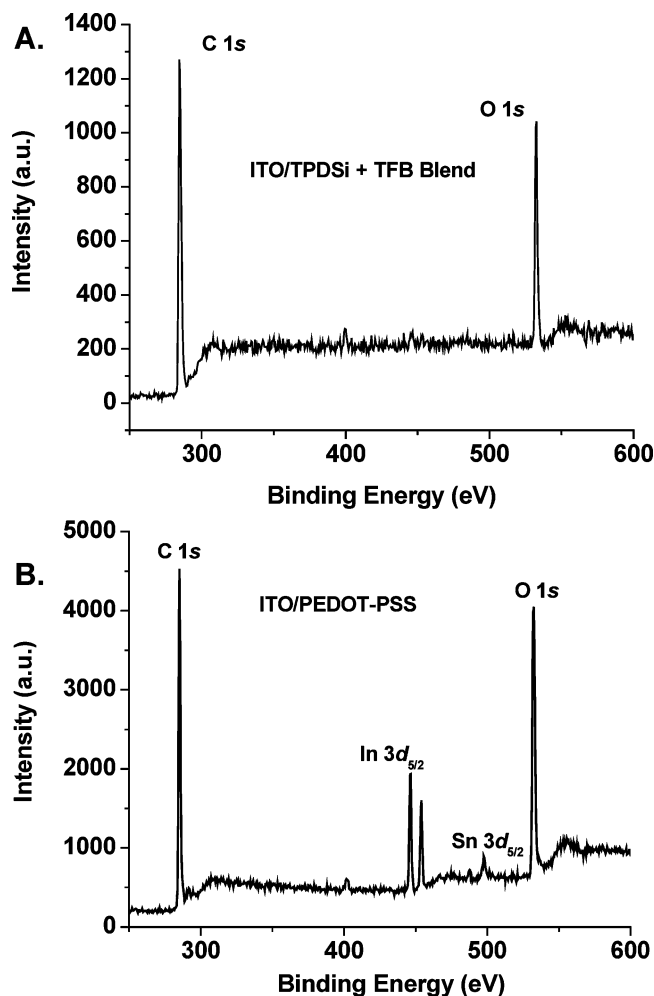 A.
1400
1200
1000
800
600
400
200
0
C 1s
O 1s
ITO/TPDSi + TFB Blend
Intensity (a.u.)
300 400 500 600
Binding Energy (eV)
B.
5000
4000
3000
2000
1000
0
C 1s
O 1s
ITO/PEDOT-PSS
In 3d5/2
Sn 3d5/2
Intensity (a.u.)
300 400 500 600
Binding Energy (eV)